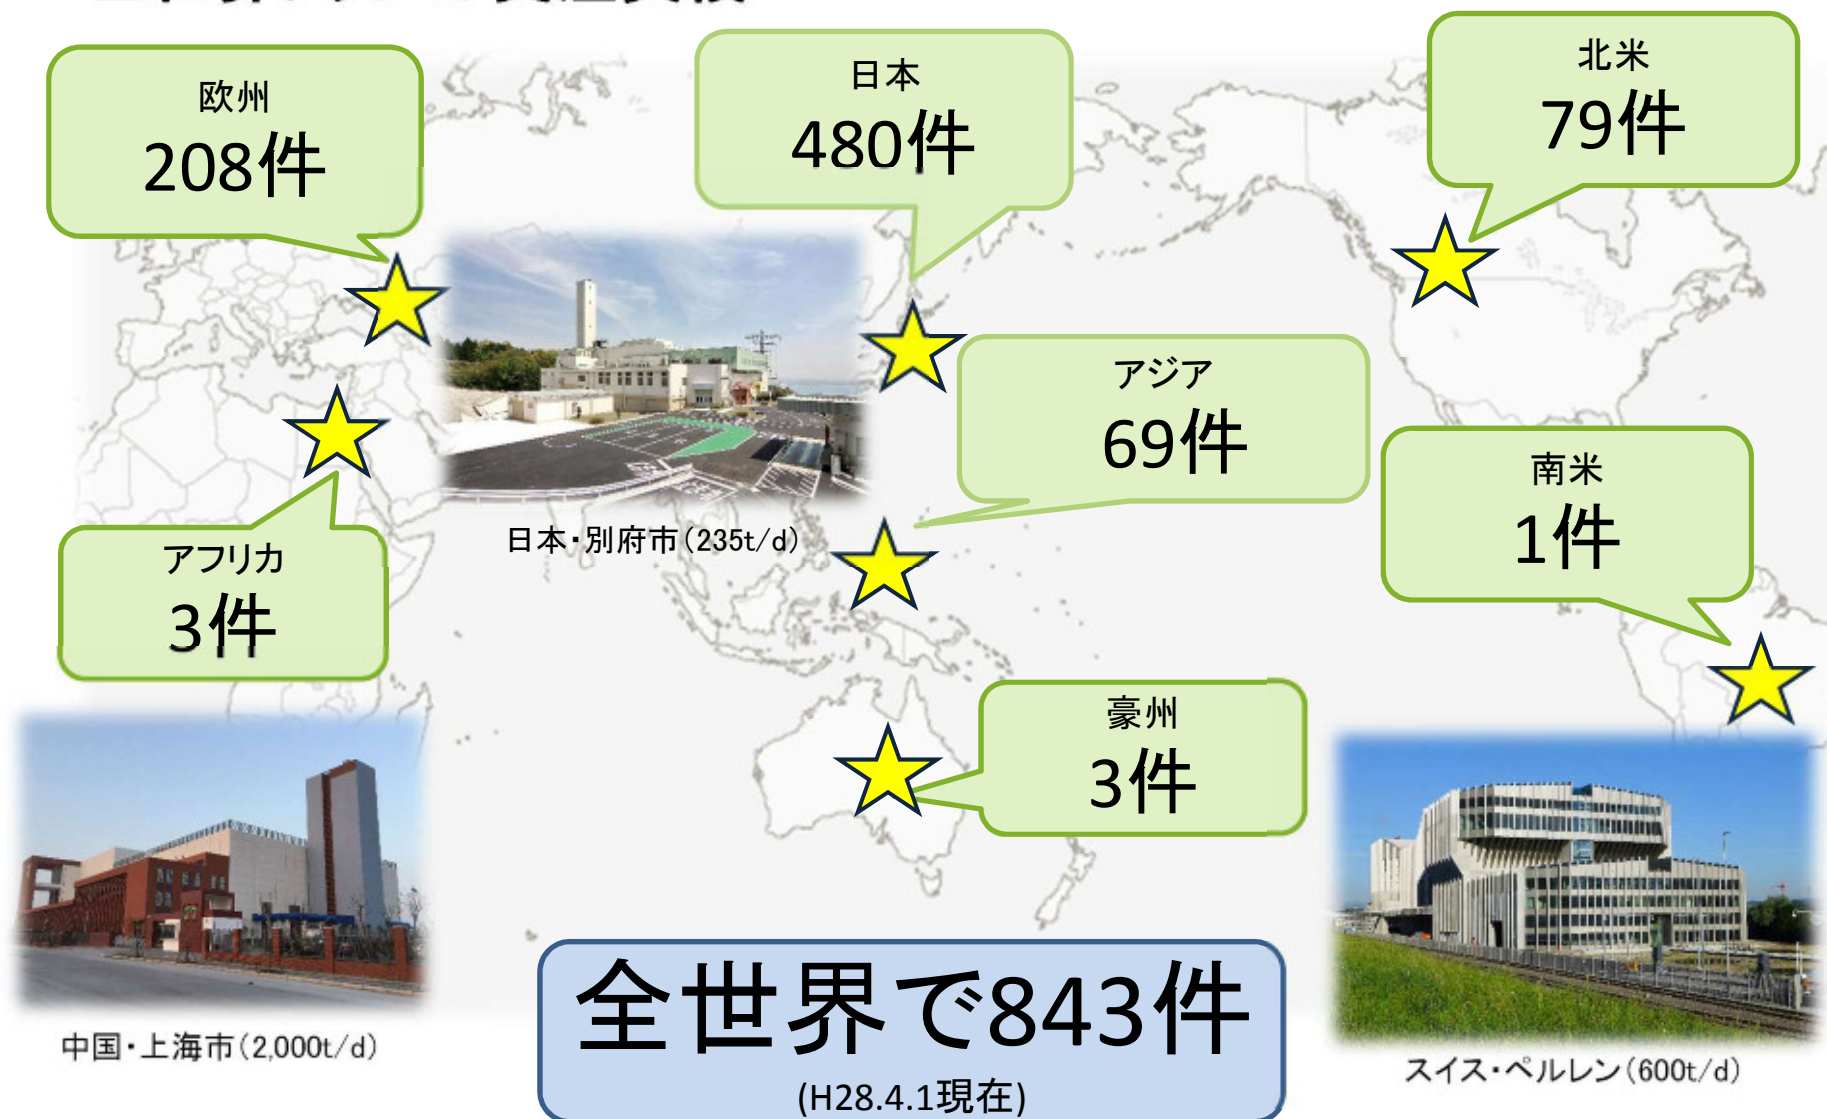 欧州
208件
日本
480件
北米
79件
アジア
69件
南米
1件
アフリカ
3件
日本・別府市(235t/d)
豪州
3件
中国・上海市(2,000t/d)
全世界で843件
(H28.4.1現在)
スイス・ペルレン(600t/d)